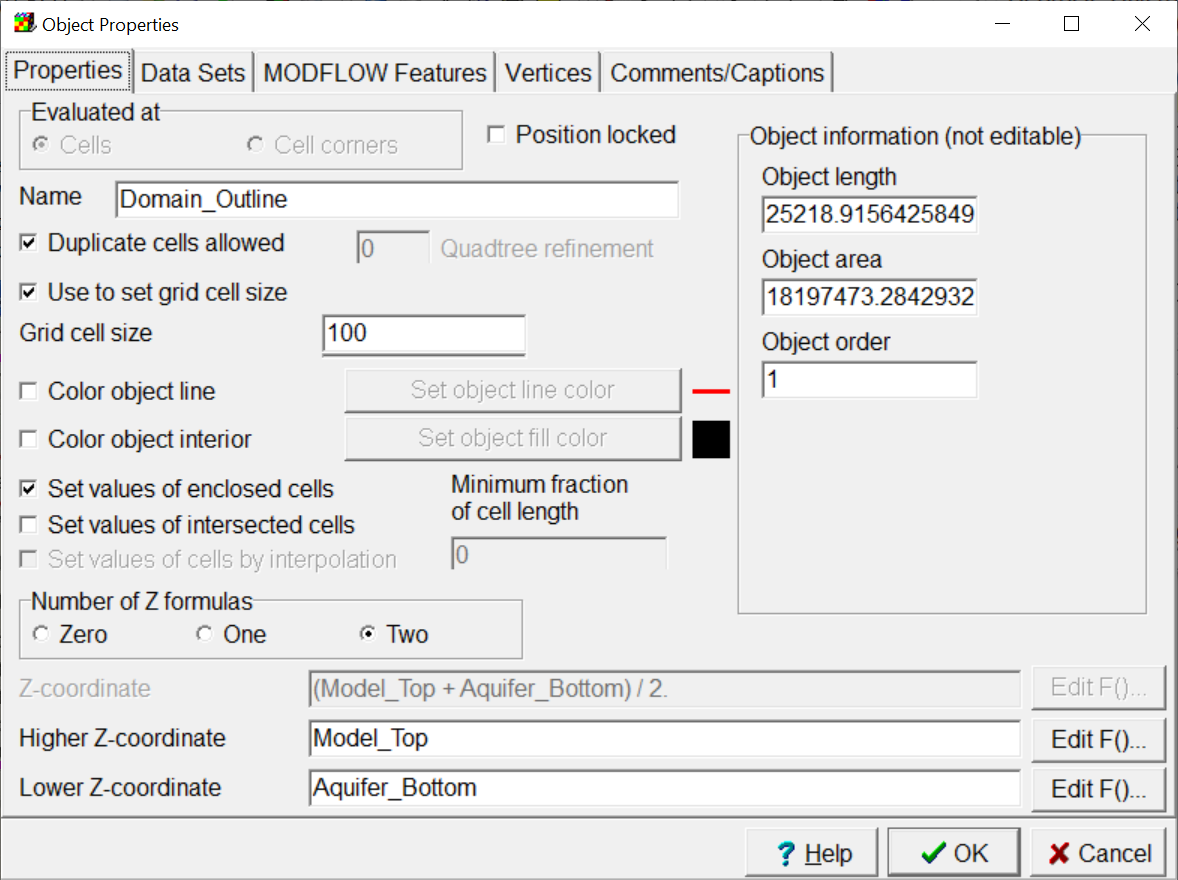 Object Properties
Properties
Data Sets
MODFLOW Features
Vertices
Comments/Captions
Evaluated at
Cells
Cell corners
Position locked
Name
Domain_Outline
Duplicate cells allowed
0
Quadtree refinement
Use to set grid cell size
Grid cell size
100
Color object line
Set object line color
Color object interior
Set object fill color
Set values of enclosed cells
Set values of intersected cells
Set values of cells by interpolation
Minimum fraction
of cell length
0
Number of Z formulas
Zero
One
Two
Object information (not editable)
Object length
25218.9156425849
Object area
18197473.2842932
Object order
1
Z-coordinate
(Model_Top + Aquifer_Bottom) / 2.
Edit F()...
Higher Z-coordinate
Model_Top
Edit F()...
Lower Z-coordinate
Aquifer_Bottom
Edit F()...
? Help
OK
Cancel